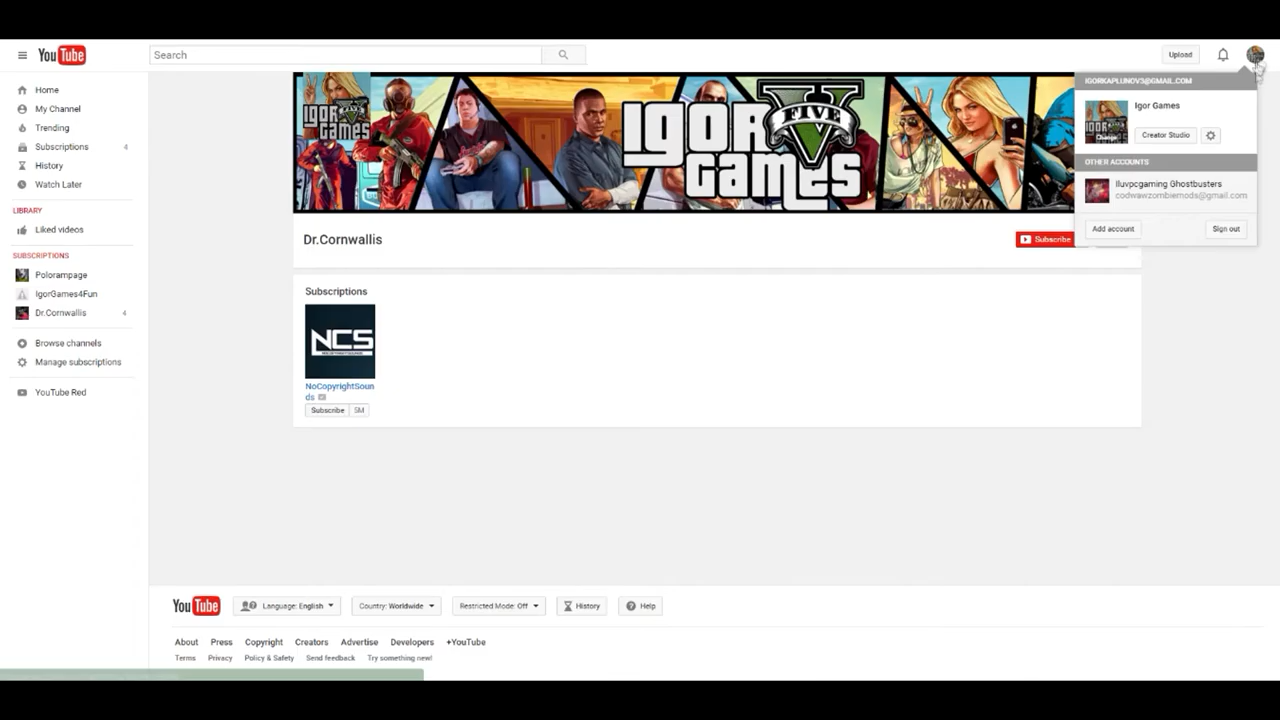 YouTube
Search
Upload
Home
My Channel
Trending
Subscriptions 4
History
Watch Later
LIBRARY
Liked videos
SUBSCRIPTIONS
Polorampage
IgorGames4Fun
Dr.Cornwallis 4
Browse channels
Manage subscriptions
YouTube Red
IGOR
GAMES
IGOR
GAMES
V
FIVE
Dr.Cornwallis
Subscribe
Subscriptions
NCS
NoCopyrightSoun
ds
Subscribe 5M
IGORKAPLUNOV3@GMAIL.COM
Igor Games
Change
Creator Studio
OTHER ACCOUNTS
Iluvpcgaming Ghostbusters
codwawzombiemods@gmail.com
Add account
Sign out
YouTube
Language: English
Country: Worldwide
Restricted Mode: Off
History
Help
About Press Copyright Creators Advertise Developers +YouTube
Terms Privacy Policy & Safety Send feedback Try something new!